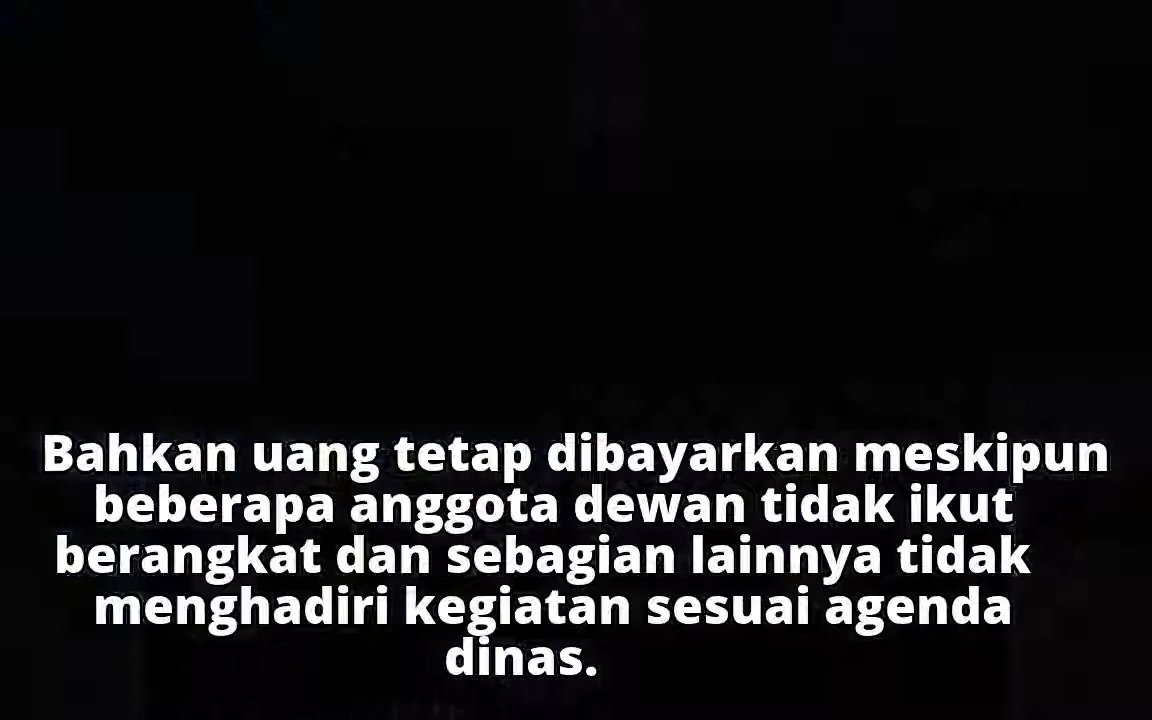 Bahkan uang tetap dibayarkan meskipun
beberapa anggota dewan tidak ikut
berangkat dan sebagian lainnya tidak
menghadiri kegiatan sesuai agenda
dinas.